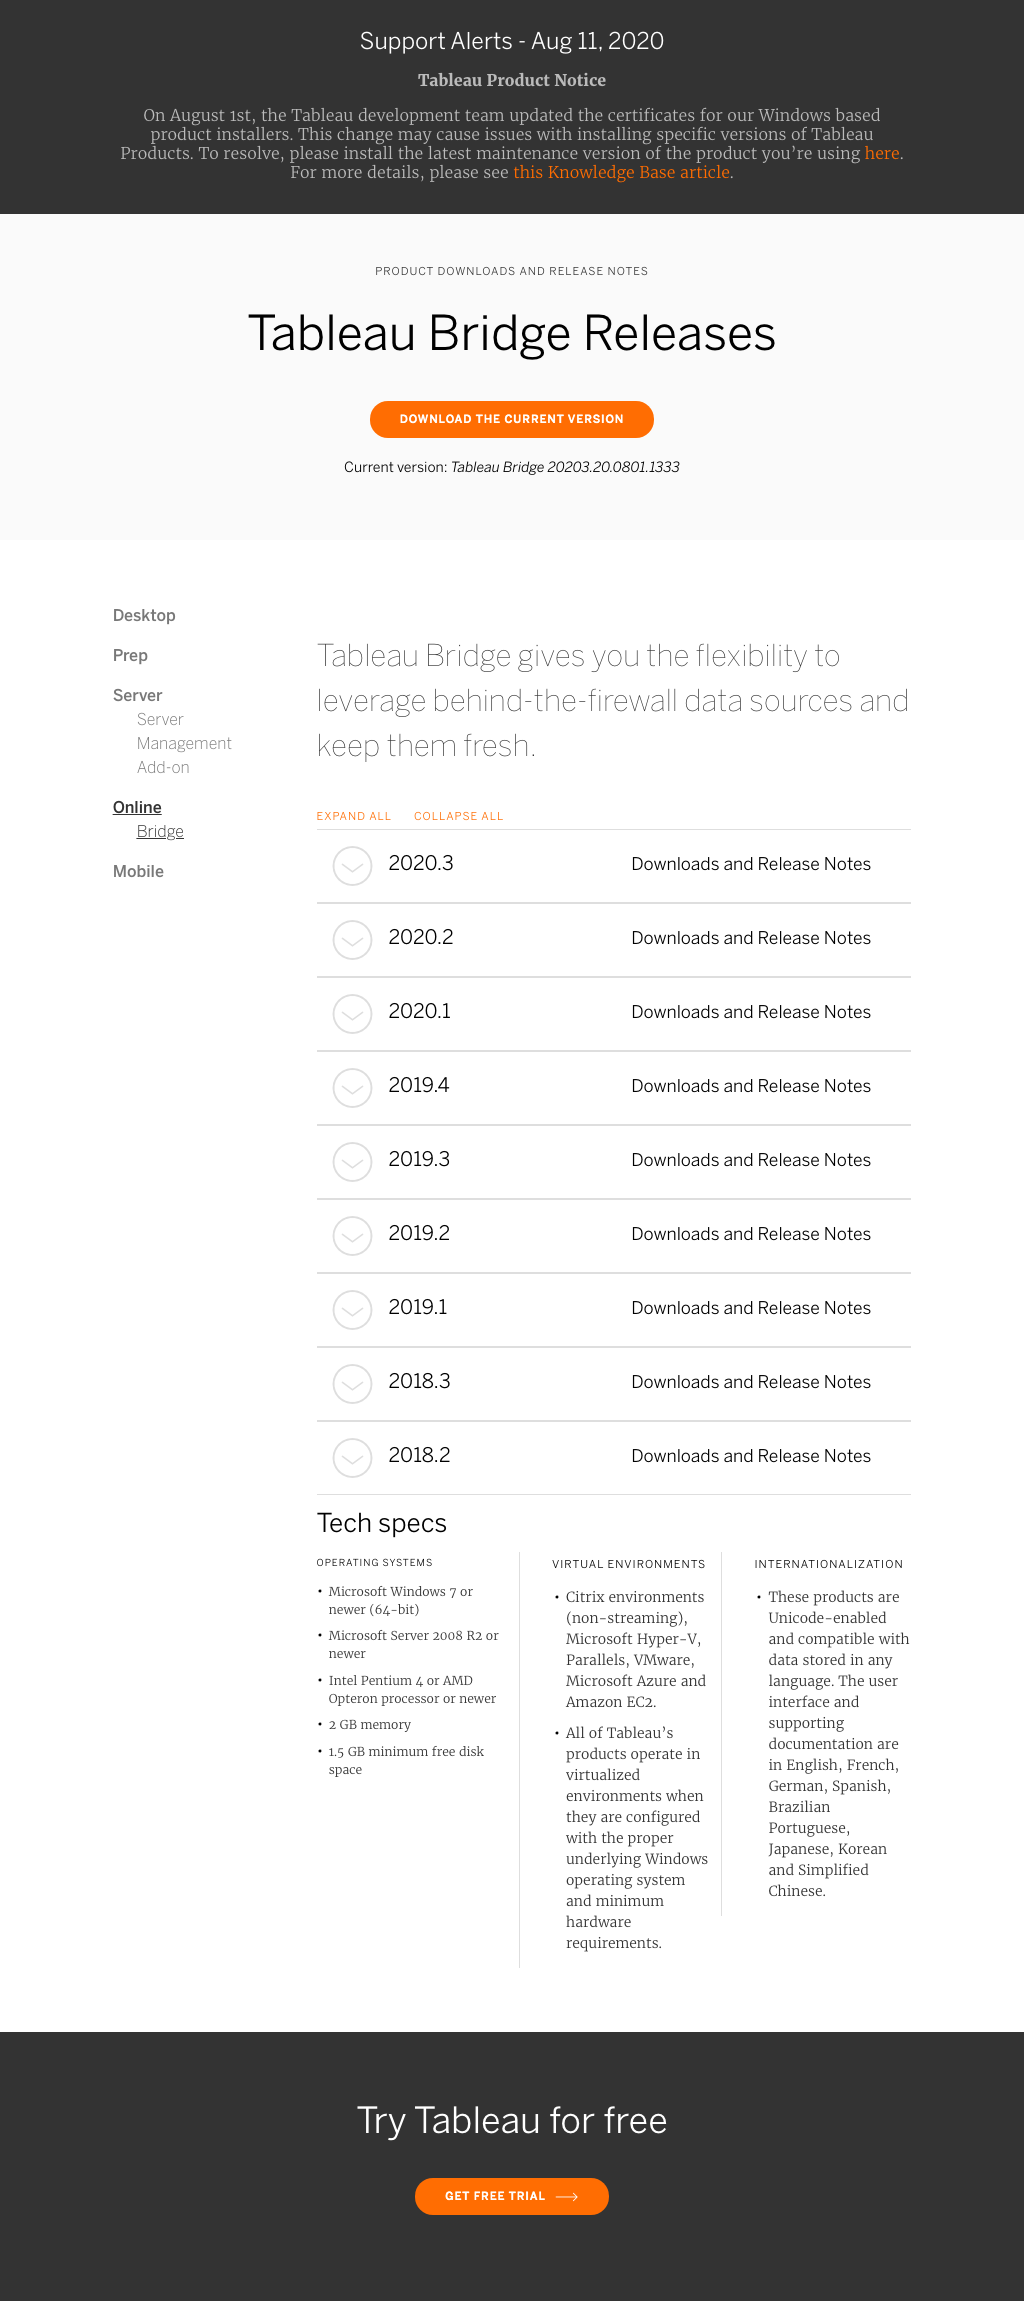 Support Alerts - Aug 11, 2020
Tableau Product Notice
On August 1st, the Tableau development team updated the certificates for our Windows based
product installers. This change may cause issues with installing specific versions of Tableau
Products. To resolve, please install the latest maintenance version of the product you’re using here.
For more details, please see this Knowledge Base article.
PRODUCT DOWNLOADS AND RELEASE NOTES
Tableau Bridge Releases
DOWNLOAD THE CURRENT VERSION
Current version: Tableau Bridge 20203.20.0801.1333
Desktop
Prep
Server
Server
Management
Add-on
Online
Bridge
Mobile
Tableau Bridge gives you the flexibility to
leverage behind-the-firewall data sources and
keep them fresh.
EXPAND ALL COLLAPSE ALL
2020.3 Downloads and Release Notes
2020.2 Downloads and Release Notes
2020.1 Downloads and Release Notes
2019.4 Downloads and Release Notes
2019.3 Downloads and Release Notes
2019.2 Downloads and Release Notes
2019.1 Downloads and Release Notes
2018.3 Downloads and Release Notes
2018.2 Downloads and Release Notes
Tech specs
OPERATING SYSTEMS
• Microsoft Windows 7 or
newer (64-bit)
• Microsoft Server 2008 R2 or
newer
• Intel Pentium 4 or AMD
Opteron processor or newer
• 2 GB memory
• 1.5 GB minimum free disk
space
VIRTUAL ENVIRONMENTS
• Citrix environments
(non-streaming),
Microsoft Hyper-V,
Parallels, VMware,
Microsoft Azure and
Amazon EC2.
• All of Tableau’s
products operate in
virtualized
environments when
they are configured
with the proper
underlying Windows
operating system
and minimum
hardware
requirements.
INTERNATIONALIZATION
• These products are
Unicode-enabled
and compatible with
data stored in any
language. The user
interface and
supporting
documentation are
in English, French,
German, Spanish,
Brazilian
Portuguese,
Japanese, Korean
and Simplified
Chinese.
Try Tableau for free
GET FREE TRIAL